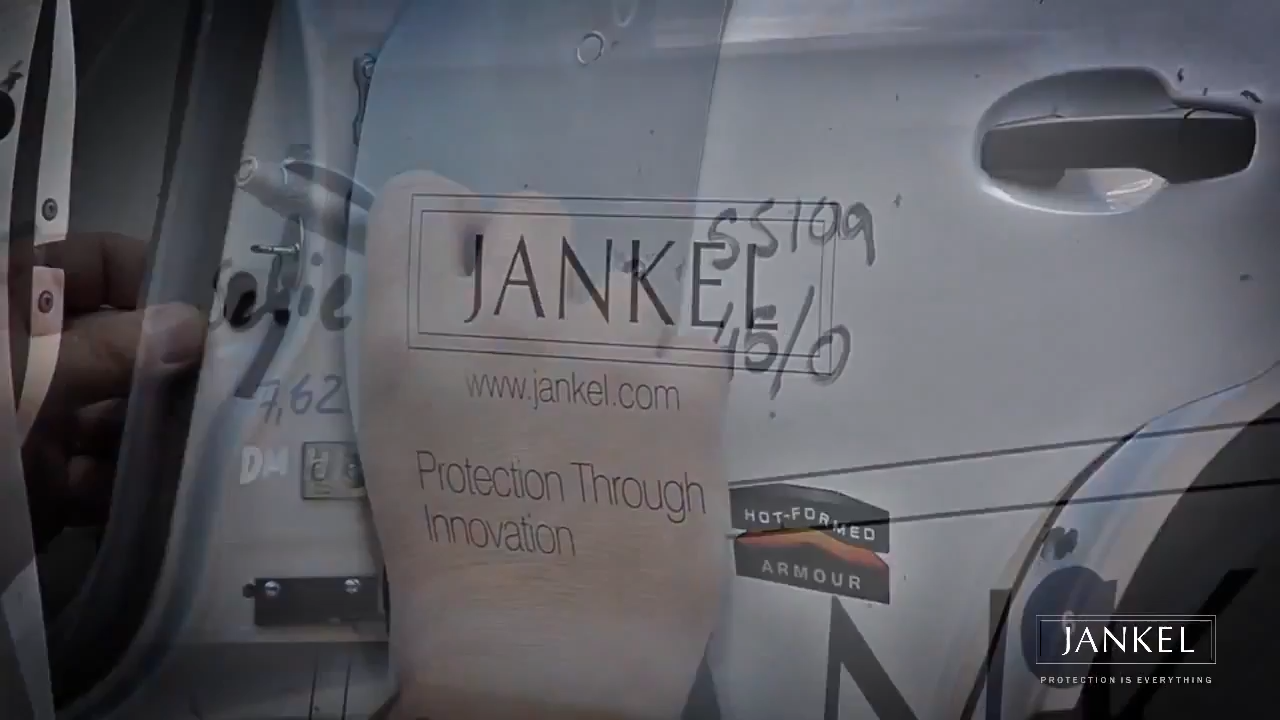 SS109
JANKEL
15/0
7,62
www.jankel.com
Protection Through
Innovation
HOT-FORMED
ARMOUR
JANKEL
PROTECTION IS EVERYTHING